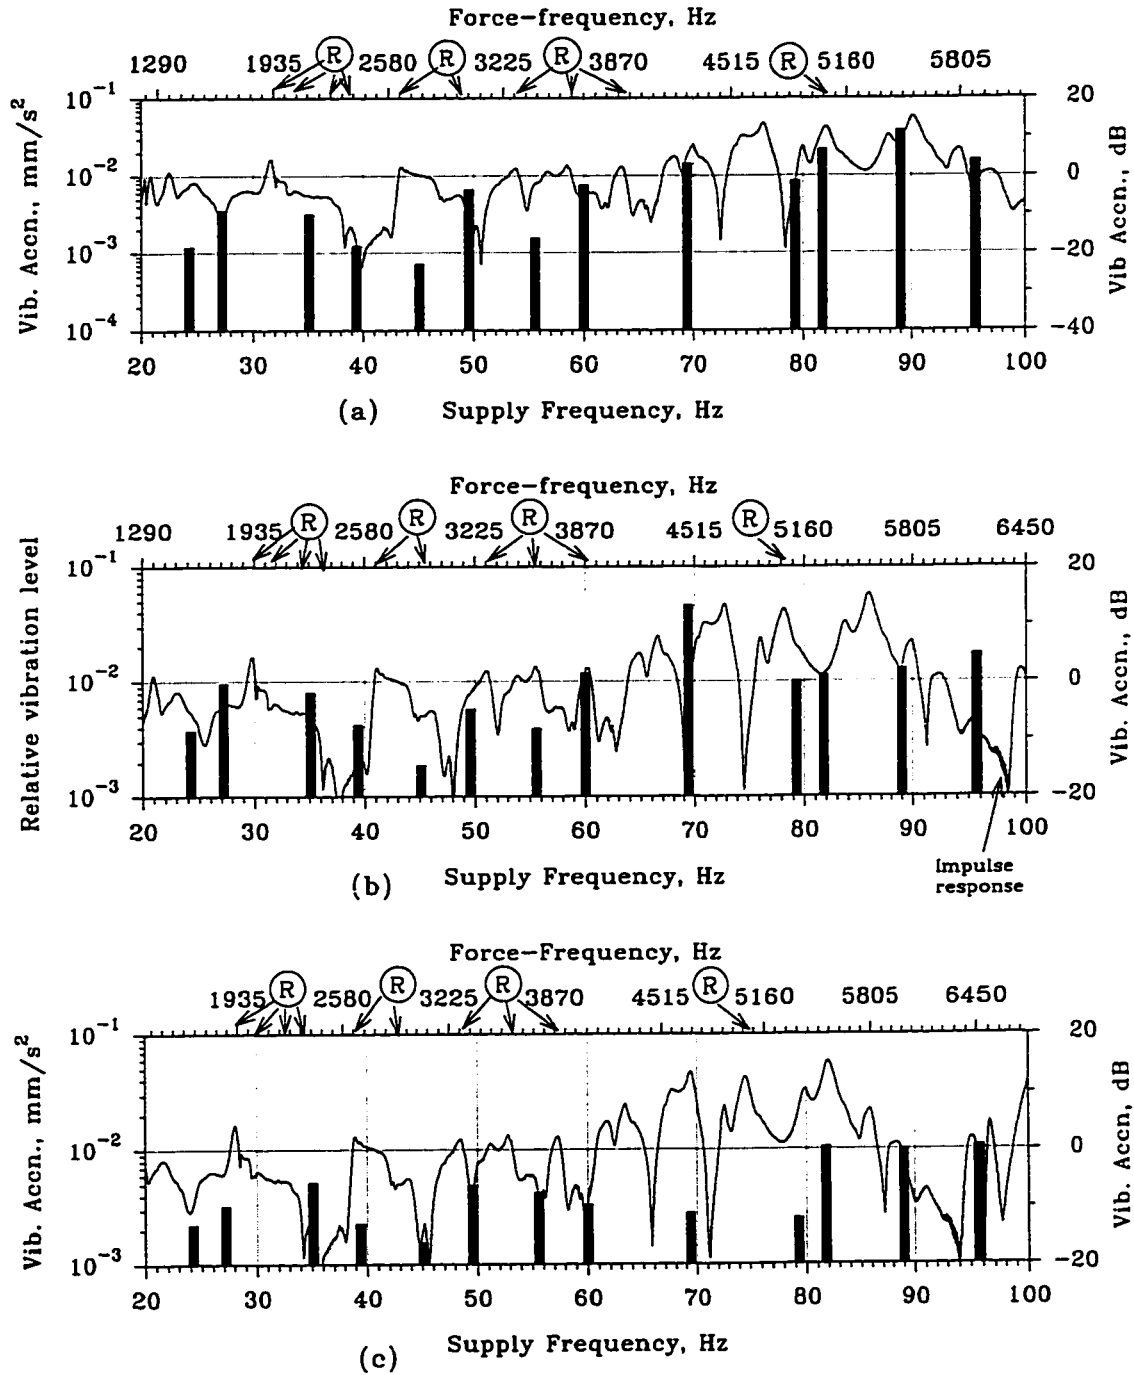 Force-frequency, Hz
1290 1935 R 2580 R 3225 R 3870 4515 R 5160 5805
10^-1 20
10^-2 0
10^-3 -20
10^-4 -40
Vib. Accn., mm/s^2
Vib Accn., dB
20 30 40 50 60 70 80 90 100
(a) Supply Frequency, Hz
Force-frequency, Hz
1290 1935 R 2580 R 3225 R 3870 4515 R 5160 5805 6450
10^-1 20
10^-2 0
10^-3 -20
Relative vibration level
Vib. Accn., dB
20 30 40 50 60 70 80 90 100
(b) Supply Frequency, Hz
Impulse
response
Force-Frequency, Hz
1935 R 2580 R 3225 R 3870 4515 R 5160 5805 6450
10^-1 20
10^-2 0
10^-3 -20
Vib. Accn., mm/s^2
Vib. Accn, dB
20 30 40 50 60 70 80 90 100
(c) Supply Frequency, Hz